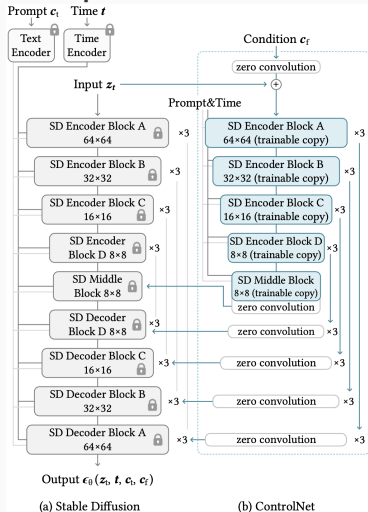 Prompt cₜ
Time t
Text
Encoder
Time
Encoder
Input zₜ
SD Encoder Block A
64×64
×3
SD Encoder Block B
32×32
×3
SD Encoder Block C
16×16
×3
SD Encoder
Block D 8×8
×3
SD Middle
Block 8×8
SD Decoder
Block D 8×8
×3
SD Decoder Block C
16×16
×3
SD Decoder Block B
32×32
×3
SD Decoder Block A
64×64
×3
Output ϵθ(zₜ, t, cₜ, c_f)
(a) Stable Diffusion
Condition c_f
zero convolution
+
Prompt&Time
SD Encoder Block A
64×64 (trainable copy)
×3
SD Encoder Block B
32×32 (trainable copy)
×3
SD Encoder Block C
16×16 (trainable copy)
×3
SD Encoder Block D
8×8 (trainable copy)
×3
SD Middle Block
8×8 (trainable copy)
zero convolution
zero convolution
×3
zero convolution
×3
zero convolution
×3
zero convolution
×3
(b) ControlNet